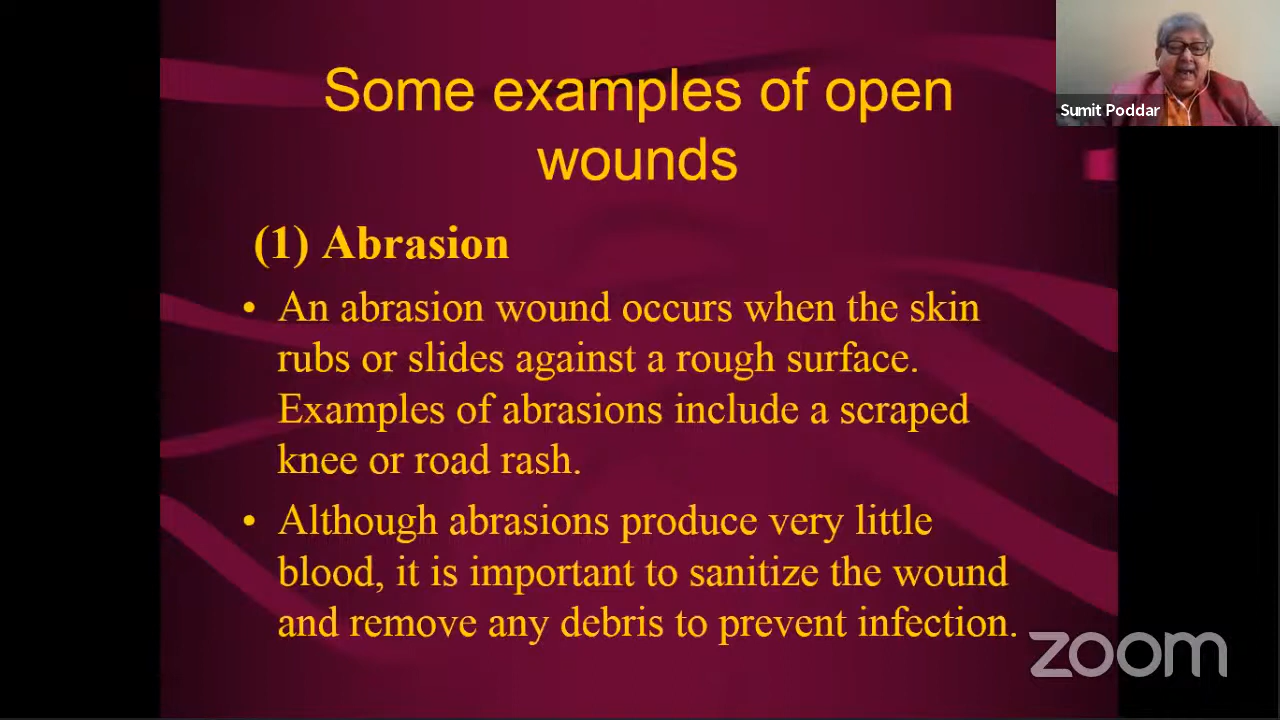 Some examples of open
wounds
Sumit Poddar
(1) Abrasion
• An abrasion wound occurs when the skin
rubs or slides against a rough surface.
Examples of abrasions include a scraped
knee or road rash.
• Although abrasions produce very little
blood, it is important to sanitize the wound
and remove any debris to prevent infection.
zoom